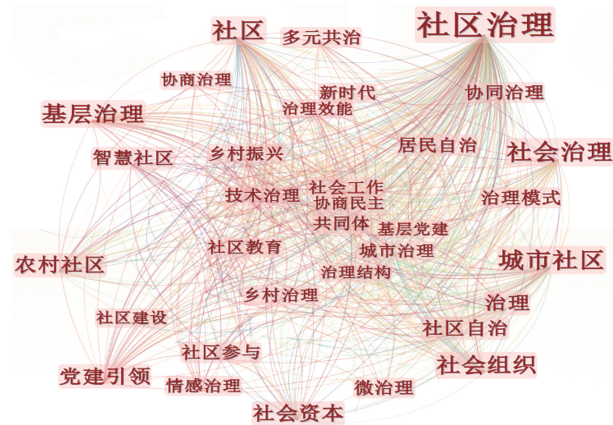 社区治理
社区
多元共治
协商治理
新时代
协同治理
治理效能
基层治理
居民自治
社会治理
智慧社区
乡村振兴
社会工作
技术治理
治理模式
协商民主
共同体
基层党建
社区教育
城市治理
城市社区
农村社区
治理结构
乡村治理
治理
社区建设
社区自治
社区参与
社会组织
党建引领
情感治理
微治理
社会资本